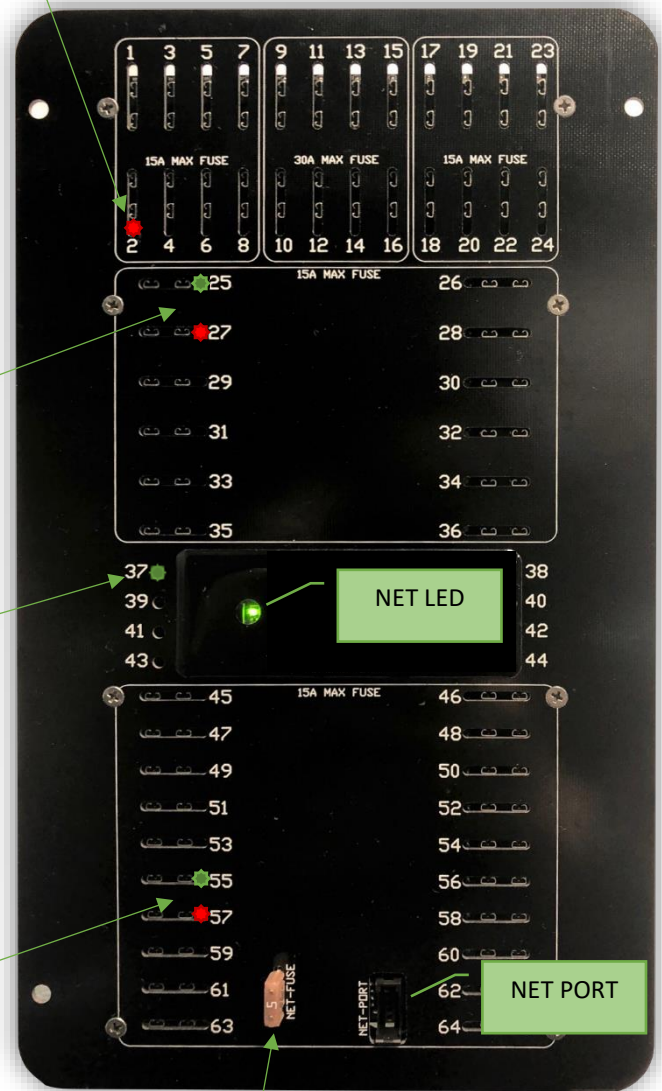 1 3 5 7 9 11 13 15 17 19 21 23
15A MAX FUSE 30A MAX FUSE 15A MAX FUSE
2 4 6 8 10 12 14 16 18 20 22 24
15A MAX FUSE
25 26
27 28
29 30
31 32
33 34
35 36
37 38
39 40
41 42
43 44
NET LED
15A MAX FUSE
45 46
47 48
49 50
51 52
53 54
55 56
57 58
59 60
61 62
63 64
5
NET-FUSE
NET-PORT
NET PORT